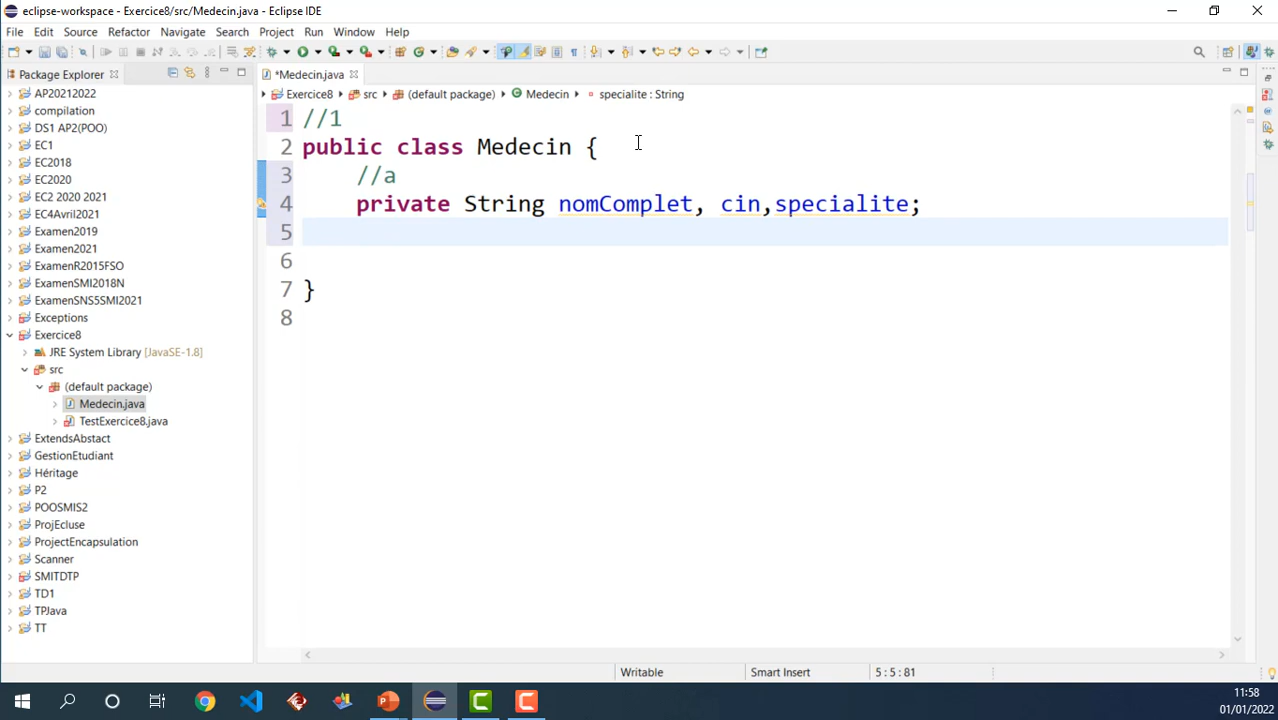 eclipse-workspace - Exercice8/src/Medecin.java - Eclipse IDE
File Edit Source Refactor Navigate Search Project Run Window Help
Package Explorer
*Medecin.java
Exercice8 src (default package) Medecin specialite : String
AP20212022
compilation
DS1 AP2(POO)
EC1
EC2018
EC2020
EC2 2020 2021
EC4Avril2021
Examen2019
Examen2021
ExamenR2015FSO
ExamenSMI2018N
ExamenSNS5SMI2021
Exceptions
Exercice8
JRE System Library [JavaSE-1.8]
src
(default package)
Medecin.java
TestExercice8.java
ExtendsAbstact
GestionEtudiant
Héritage
P2
POOSMIS2
ProjEcluse
ProjectEncapsulation
Scanner
SMITDTP
TD1
TPJava
TT
1 //1
2 public class Medecin {
3 //a
4 private String nomComplet, cin,specialite;
5
6
7 }
8
Writable Smart Insert 5 : 5 : 81
11:58
01/01/2022